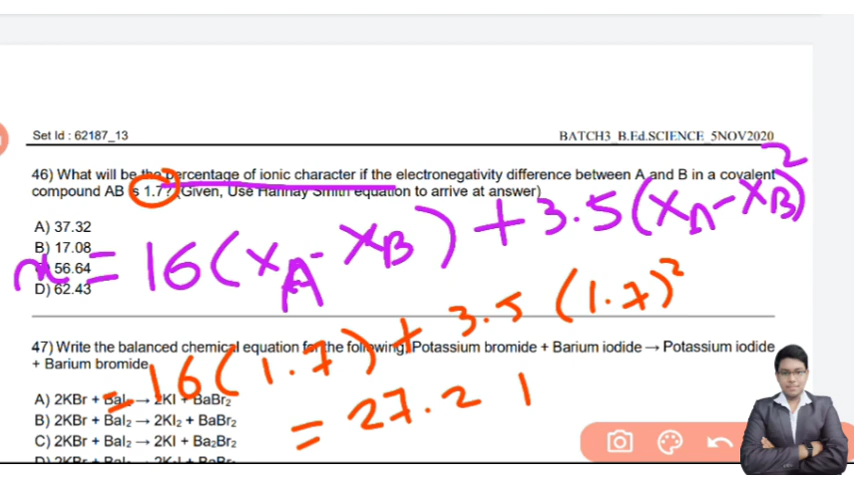 Set Id : 62187_13
BATCH3_B.Ed.SCIENCE_5NOV2020
46) What will be the percentage of ionic character if the electronegativity difference between A and B in a covalent
compound AB is 1.7? (Given, Use Hannay Smith equation to arrive at answer)
A) 37.32
B) 17.08
56.64
D) 62.43
= 16(XA-XB) + 3.5(XA-XB)²
= 16(1.7) + 3.5 (1.7)²
= 27.2
47) Write the balanced chemical equation for the following: Potassium bromide + Barium iodide → Potassium iodide
+ Barium bromide
A) 2KBr + BaI₂ → 2KI + BaBr₂
B) 2KBr + BaI₂ → 2KI₂ + BaBr₂
C) 2KBr + BaI₂ → 2KI + Ba₂Br₂